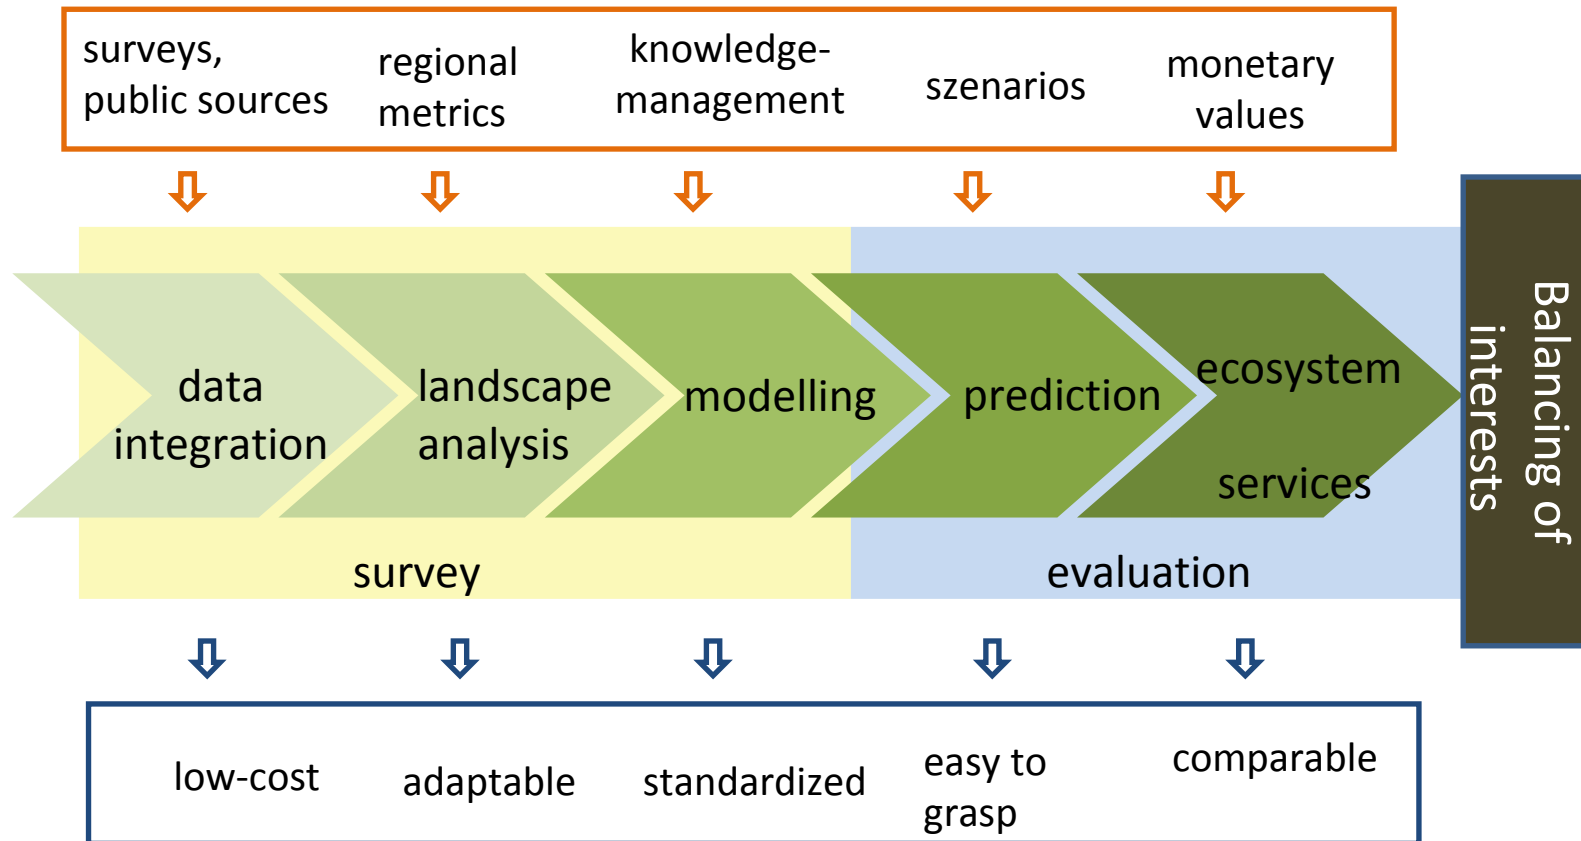 surveys,
public sources
regional
metrics
knowledge-
management
szenarios
monetary
values
data
integration
landscape
analysis
modelling
prediction
ecosystem
services
survey
evaluation
Balancing of
interests
low-cost
adaptable
standardized
easy to
grasp
comparable